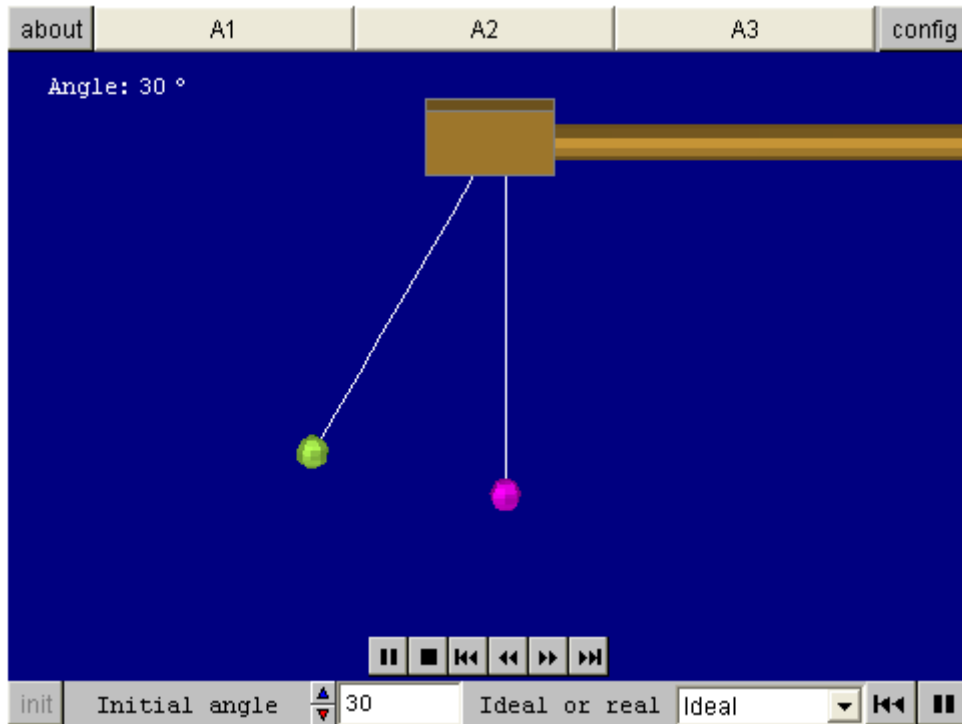 about A1 A2 A3 config
Angle: 30 °
init Initial angle 30 Ideal or real Ideal